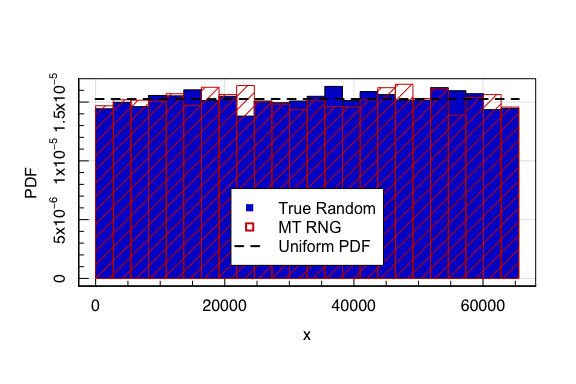 PDF
0
5x10⁻⁶
1x10⁻⁵
1.5x10⁻⁵
True Random
MT RNG
Uniform PDF
0
20000
40000
60000
x